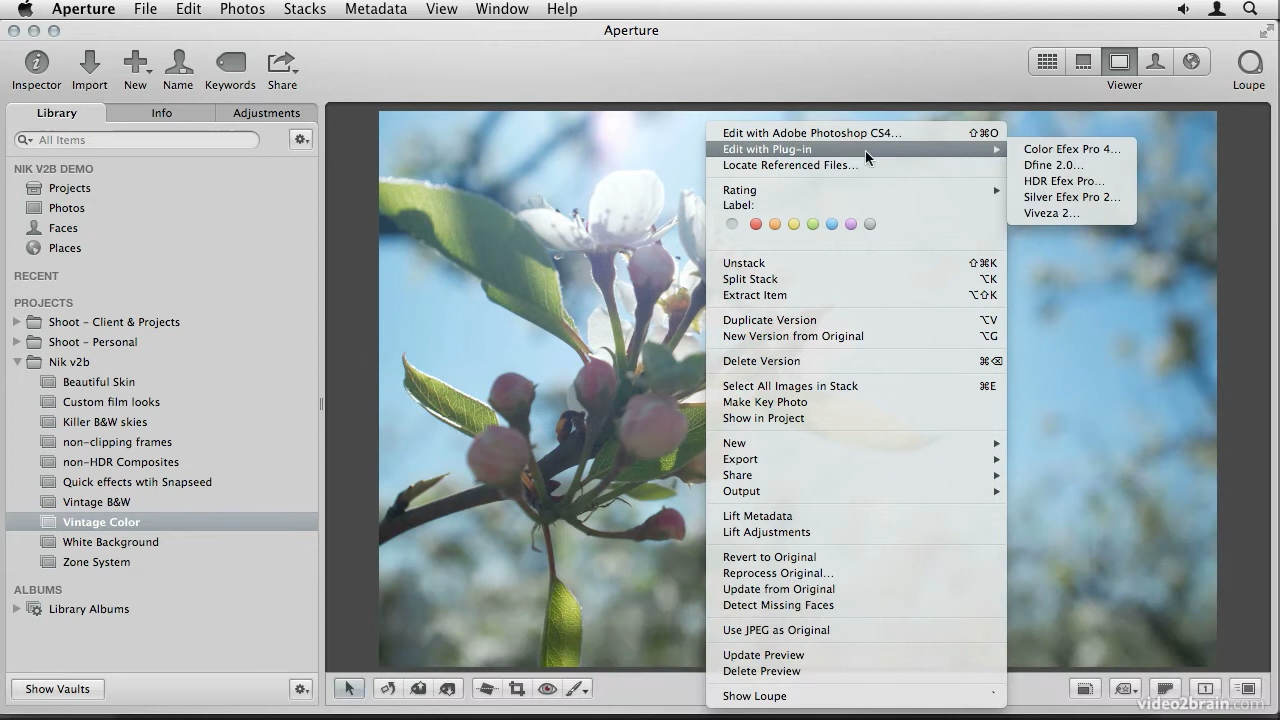 Aperture File Edit Photos Stacks Metadata View Window Help
Aperture
Inspector Import New Name Keywords Share Viewer Loupe
Library Info Adjustments
All Items
NIK V2B DEMO
Projects
Photos
Faces
Places
RECENT
PROJECTS
Shoot - Client & Projects
Shoot - Personal
Nik v2b
Beautiful Skin
Custom film looks
Killer B&W skies
non-clipping frames
non-HDR Composites
Quick effects wtih Snapseed
Vintage B&W
Vintage Color
White Background
Zone System
ALBUMS
Library Albums
Show Vaults
Edit with Adobe Photoshop CS4... ⇧⌘O
Edit with Plug-in
Locate Referenced Files...
Rating
Label:
Unstack ⇧⌘K
Split Stack ⌥K
Extract Item ⌥⇧K
Duplicate Version ⌥V
New Version from Original ⌥G
Delete Version ⌘⌫
Select All Images in Stack ⌘E
Make Key Photo
Show in Project
New
Export
Share
Output
Lift Metadata
Lift Adjustments
Revert to Original
Reprocess Original...
Update from Original
Detect Missing Faces
Use JPEG as Original
Update Preview
Delete Preview
Show Loupe `
Color Efex Pro 4...
Dfine 2.0...
HDR Efex Pro...
Silver Efex Pro 2...
Viveza 2...
1
video2brain.com